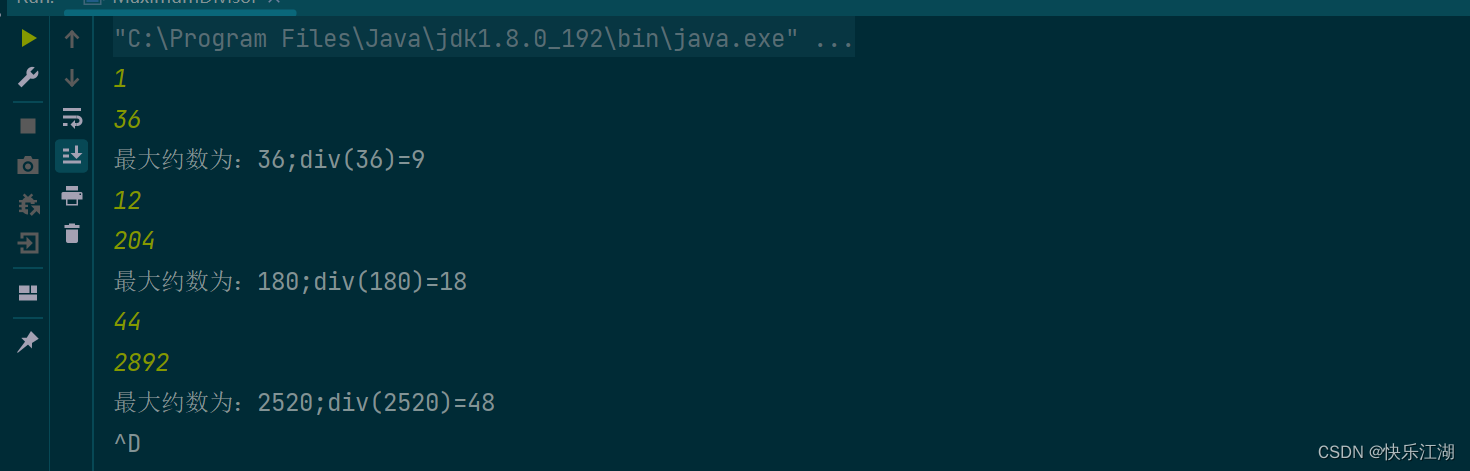 Run: MaximumDivisor ×
"C:\Program Files\Java\jdk1.8.0_192\bin\java.exe" ...
1
36
最大约数为：36;div(36)=9
12
204
最大约数为：180;div(180)=18
44
2892
最大约数为：2520;div(2520)=48
^D
CSDN @快乐江湖